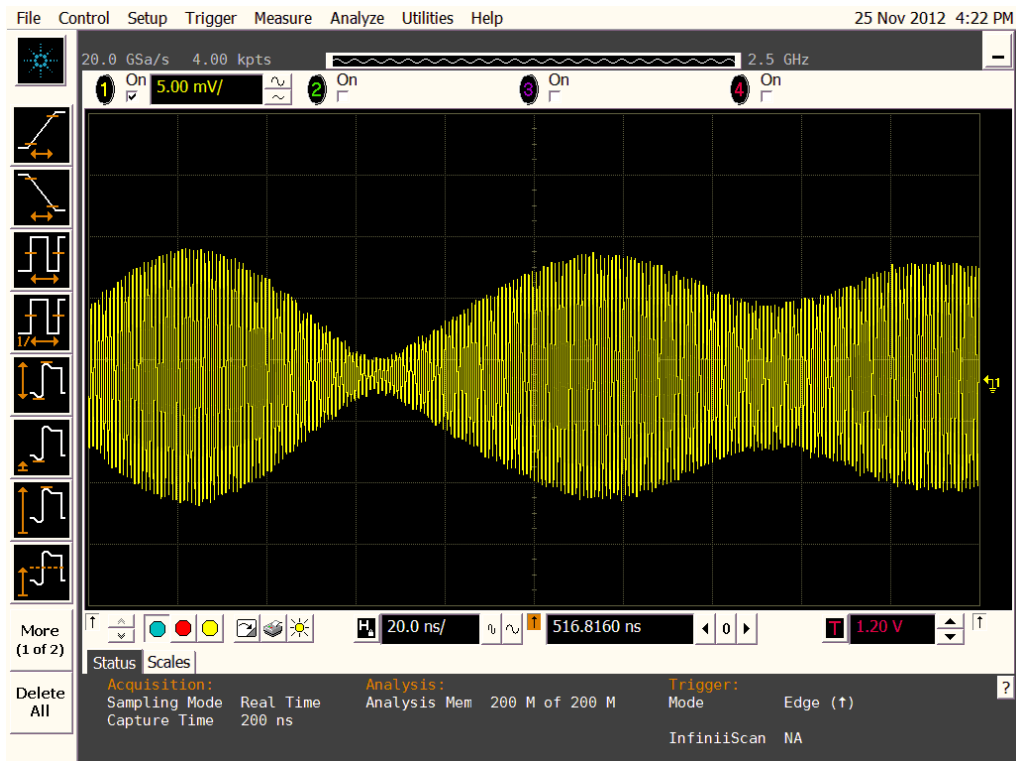 File Control Setup Trigger Measure Analyze Utilities Help 25 Nov 2012 4:22 PM
20.0 GSa/s 4.00 kpts 2.5 GHz
1 On 5.00 mV/ 2 On 3 On 4 On
1/
1
More
(1 of 2)
Delete
All
H 20.0 ns/ 516.8160 ns 0 T 1.20 V
Status Scales
Acquisition: Analysis: Trigger: ?
Sampling Mode Real Time Analysis Mem 200 M of 200 M Mode Edge (↑)
Capture Time 200 ns
InfiniiScan NA